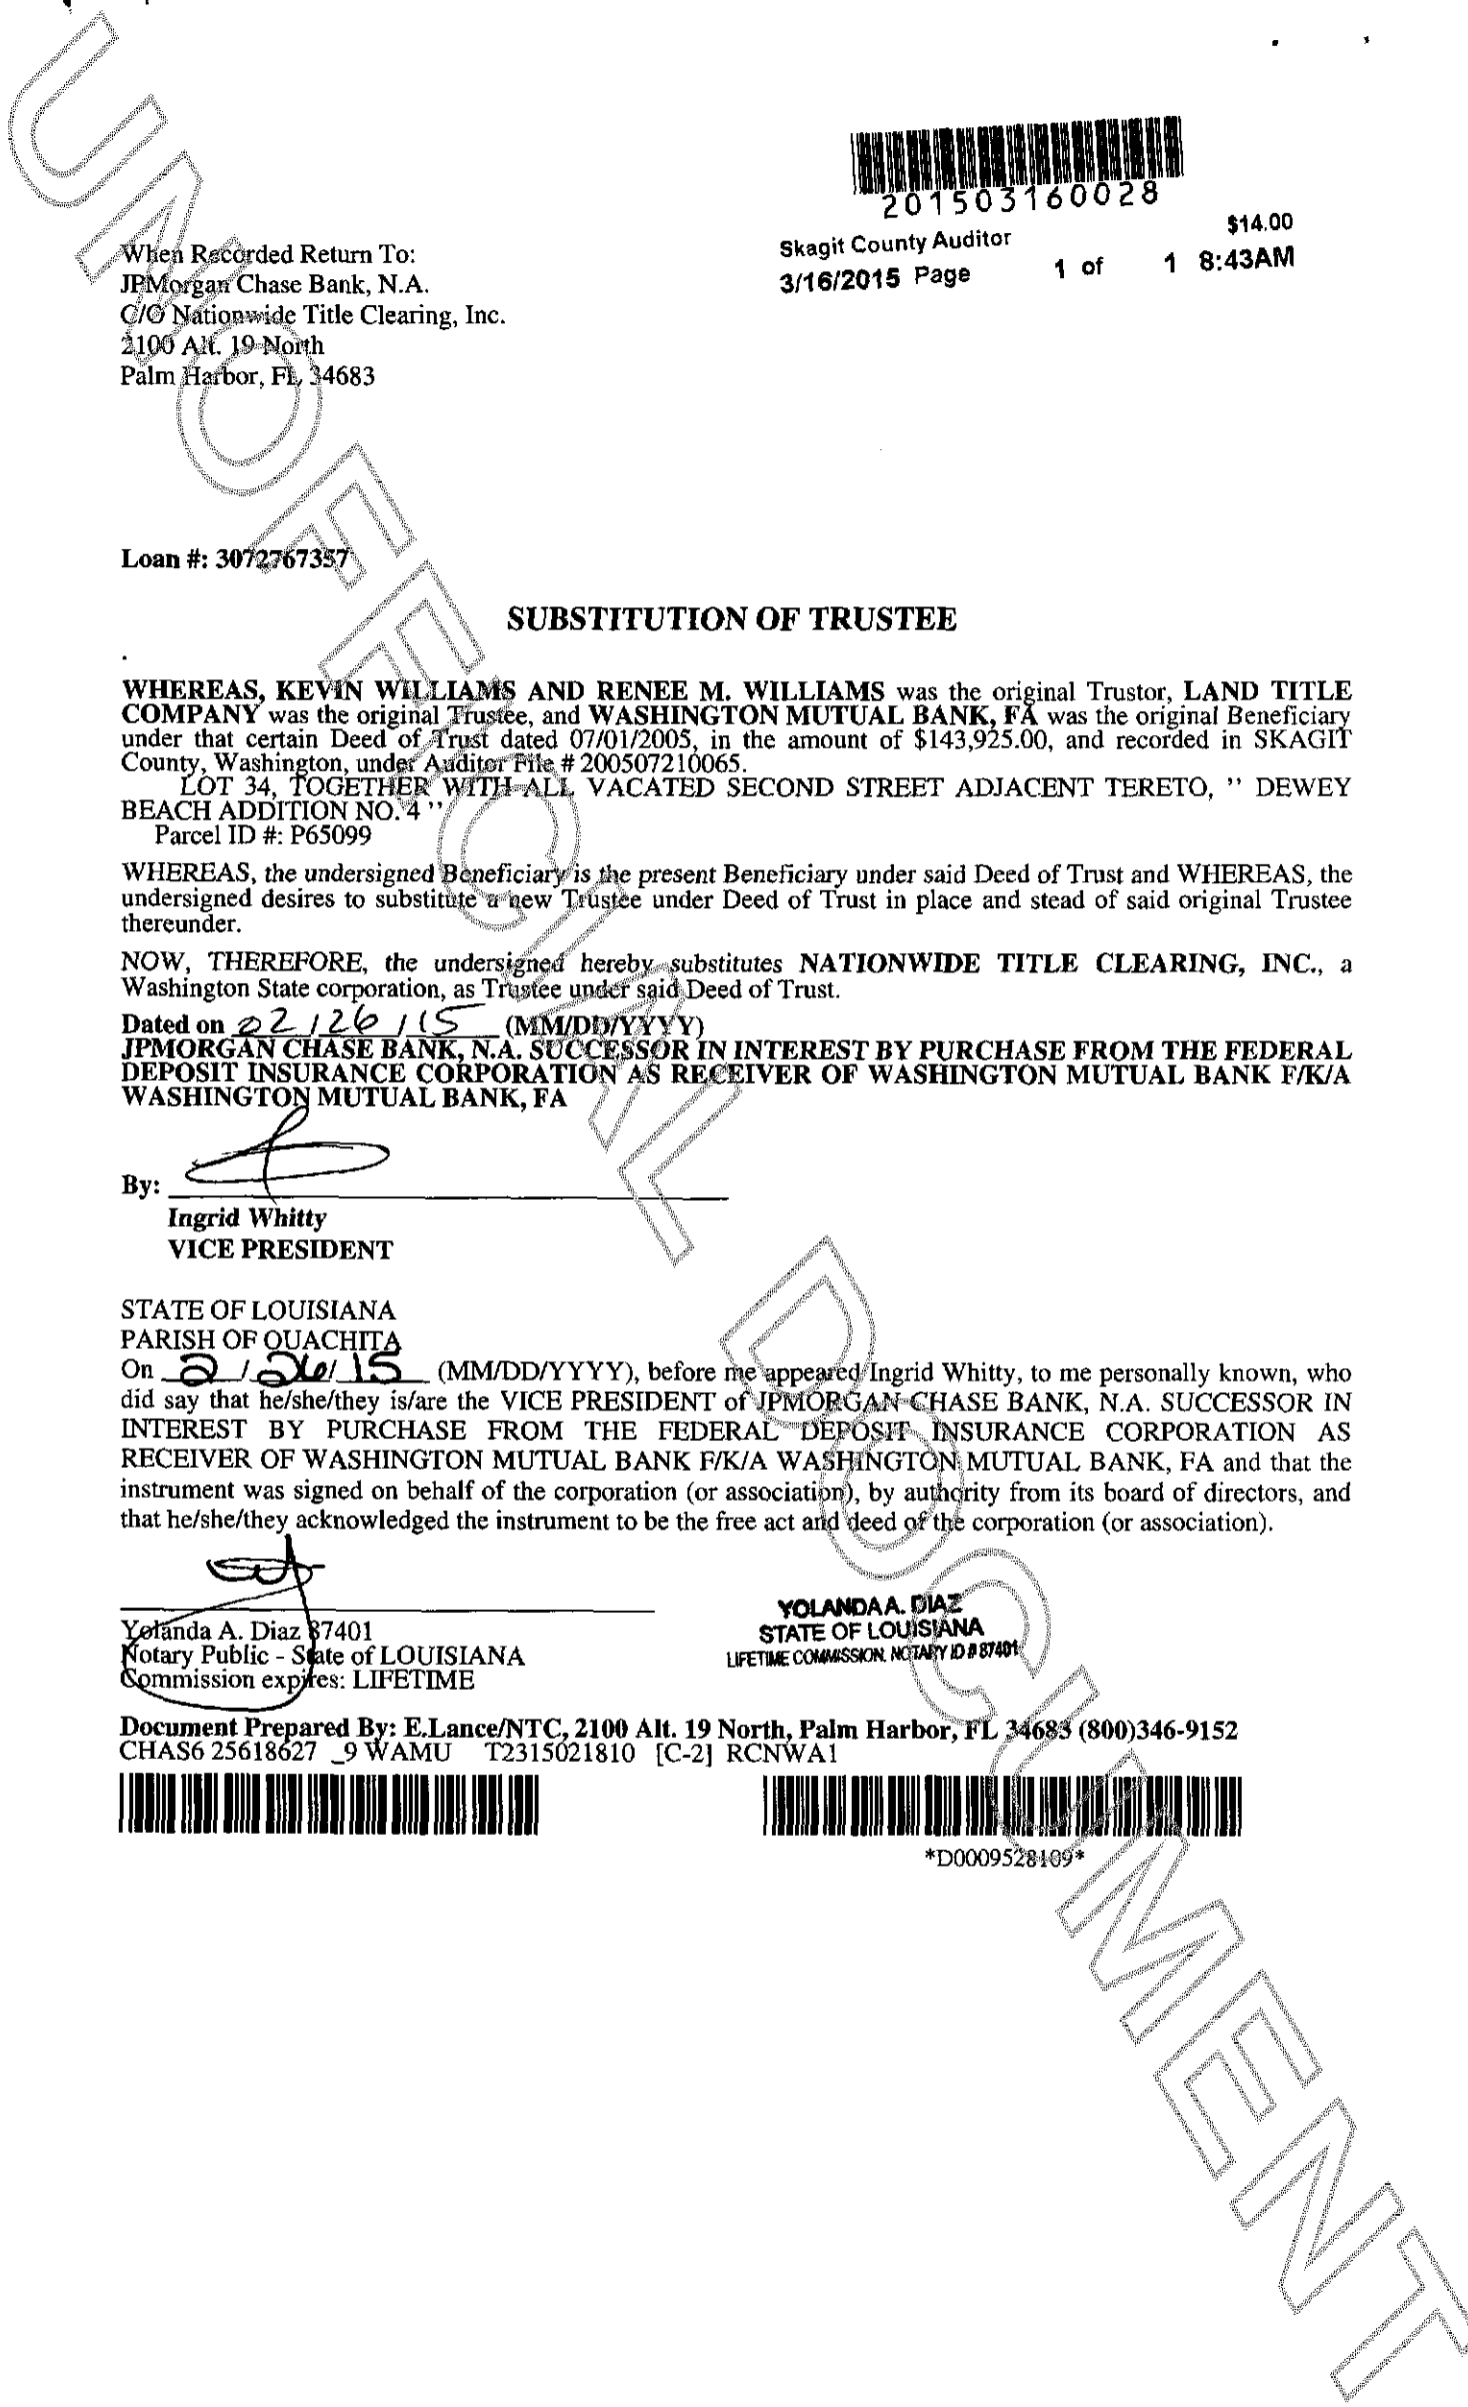 201503160028
$14.00
Skagit County Auditor
3/16/2015 Page 1 of 1 8:43AM
When Recorded Return To:
JPMorgan Chase Bank, N.A.
C/O Nationwide Title Clearing, Inc.
2100 Alt. 19 North
Palm Harbor, FL 34683
Loan #: 3072767357
SUBSTITUTION OF TRUSTEE
WHEREAS, KEVIN WILLIAMS AND RENEE M. WILLIAMS was the original Trustor, LAND TITLE
COMPANY was the original Trustee, and WASHINGTON MUTUAL BANK, FA was the original Beneficiary
under that certain Deed of Trust dated 07/01/2005, in the amount of $143,925.00, and recorded in SKAGIT
County, Washington, under Auditor File # 200507210065.
LOT 34, TOGETHER WITH ALL VACATED SECOND STREET ADJACENT TERETO, '' DEWEY
BEACH ADDITION NO. 4 ''
Parcel ID #: P65099
WHEREAS, the undersigned Beneficiary is the present Beneficiary under said Deed of Trust and WHEREAS, the
undersigned desires to substitute a new Trustee under Deed of Trust in place and stead of said original Trustee
thereunder.
NOW, THEREFORE, the undersigned hereby substitutes NATIONWIDE TITLE CLEARING, INC., a
Washington State corporation, as Trustee under said Deed of Trust.
Dated on 02/26/15 (MM/DD/YYYY)
JPMORGAN CHASE BANK, N.A. SUCCESSOR IN INTEREST BY PURCHASE FROM THE FEDERAL
DEPOSIT INSURANCE CORPORATION AS RECEIVER OF WASHINGTON MUTUAL BANK F/K/A
WASHINGTON MUTUAL BANK, FA
By:
Ingrid Whitty
VICE PRESIDENT
STATE OF LOUISIANA
PARISH OF OUACHITA
On 2/26/15 (MM/DD/YYYY), before me appeared Ingrid Whitty, to me personally known, who
did say that he/she/they is/are the VICE PRESIDENT of JPMORGAN CHASE BANK, N.A. SUCCESSOR IN
INTEREST BY PURCHASE FROM THE FEDERAL DEPOSIT INSURANCE CORPORATION AS
RECEIVER OF WASHINGTON MUTUAL BANK F/K/A WASHINGTON MUTUAL BANK, FA and that the
instrument was signed on behalf of the corporation (or association), by authority from its board of directors, and
that he/she/they acknowledged the instrument to be the free act and deed of the corporation (or association).
Yolanda A. Diaz 87401
Notary Public - State of LOUISIANA
Commission expires: LIFETIME
YOLANDA A. DIAZ
STATE OF LOUISIANA
LIFETIME COMMISSION. NOTARY ID # 87401
Document Prepared By: E.Lance/NTC, 2100 Alt. 19 North, Palm Harbor, FL 34683 (800)346-9152
CHAS6 25618627 _9 WAMU T2315021810 [C-2] RCNWA1
*D0009528109*
UNOFFICIAL DOCUMENT